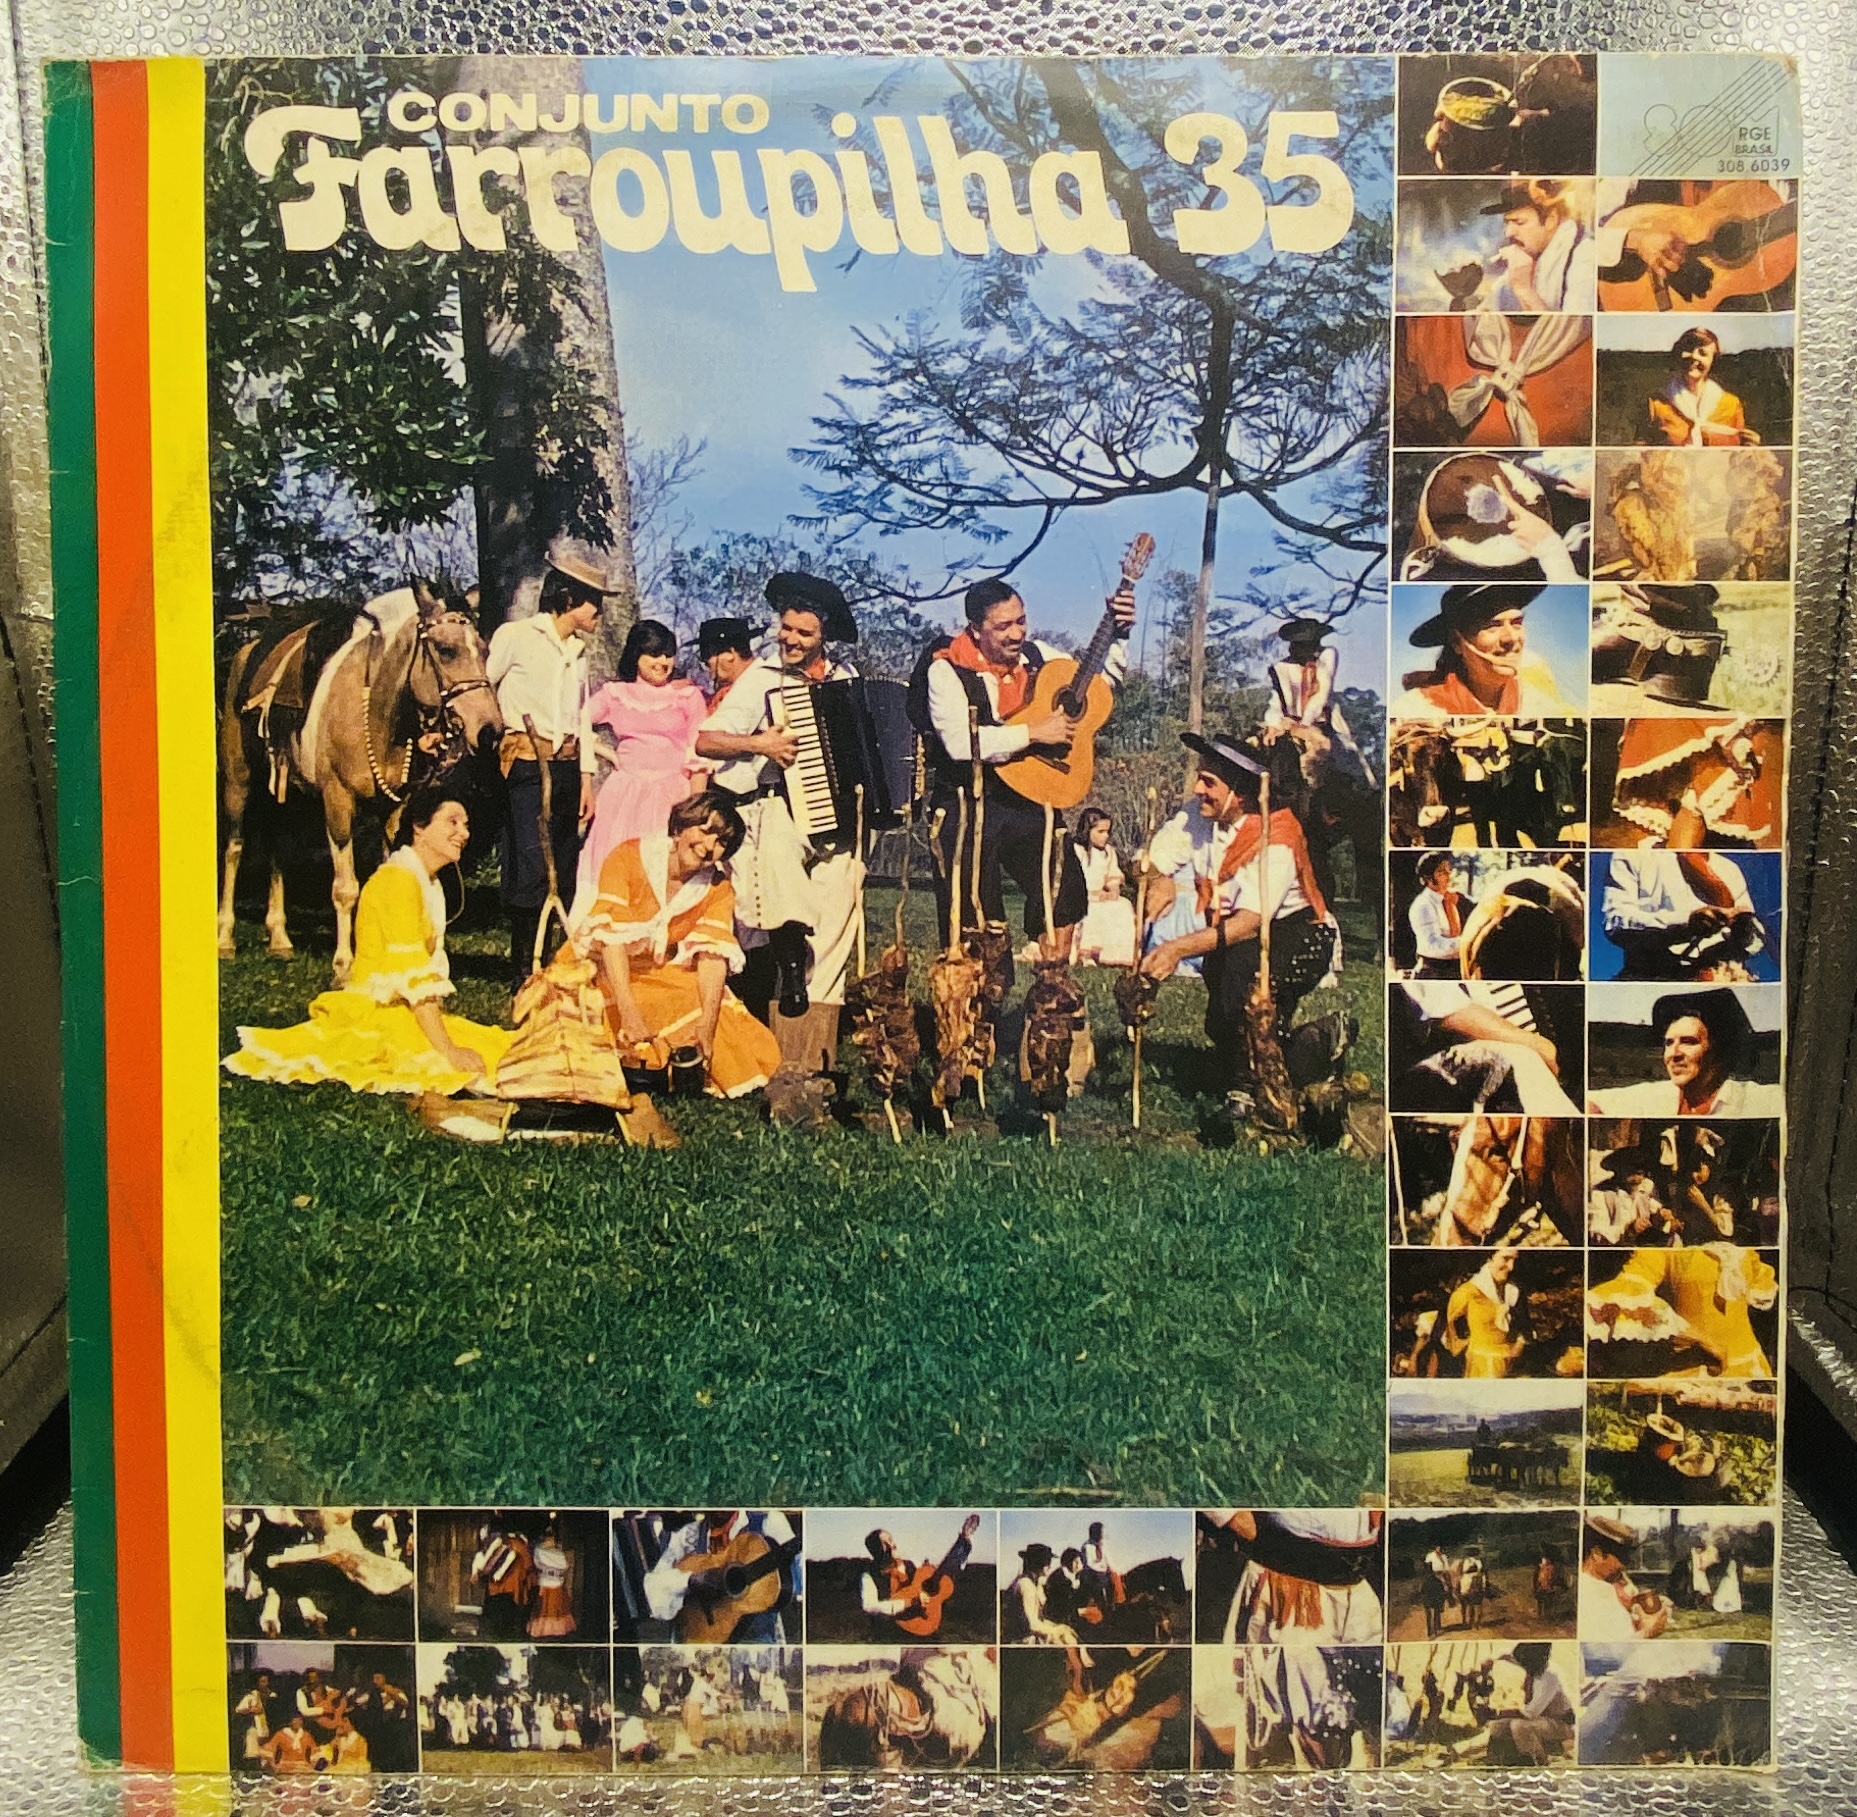 CONJUNTO
Farroupilha 35
RGE
BRASIL
308.6039